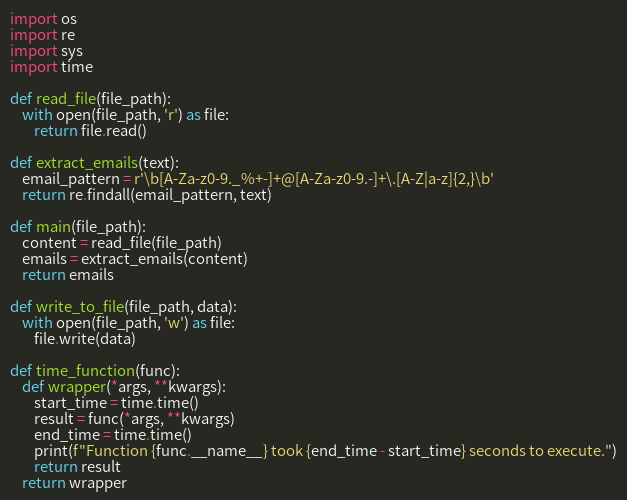 import os
import re
import sys
import time

def read_file(file_path):
    with open(file_path, 'r') as file:
        return file.read()

def extract_emails(text):
    email_pattern = r'\b[A-Za-z0-9._%+-]+@[A-Za-z0-9.-]+\.[A-Z|a-z]{2,}\b'
    return re.findall(email_pattern, text)

def main(file_path):
    content = read_file(file_path)
    emails = extract_emails(content)
    return emails

def write_to_file(file_path, data):
    with open(file_path, 'w') as file:
        file.write(data)

def time_function(func):
    def wrapper(*args, **kwargs):
        start_time = time.time()
        result = func(*args, **kwargs)
        end_time = time.time()
        print(f"Function {func.__name__} took {end_time - start_time} seconds to execute.")
        return result
    return wrapper